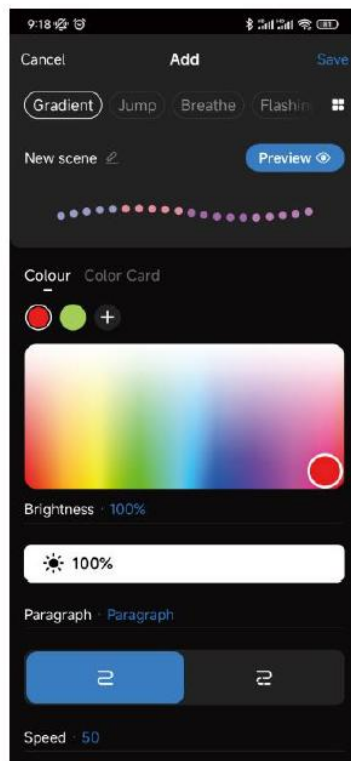 9:18
81
Cancel Add Save
Gradient Jump Breathe Flashin
New scene Preview
Colour Color Card
Brightness · 100%
100%
Paragraph · Paragraph
Speed · 50